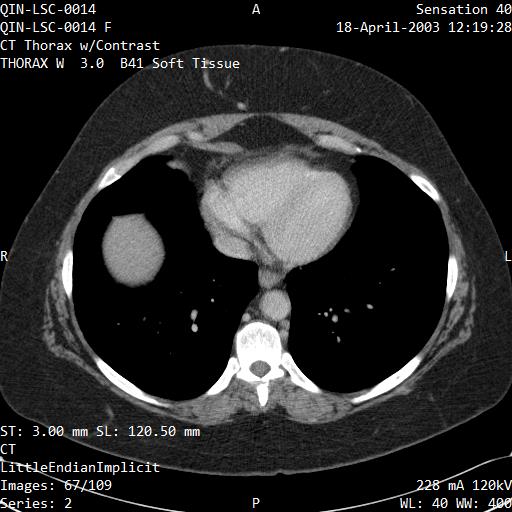 QIN-LSC-0014
A
Sensation 40
QIN-LSC-0014 F
18-April-2003 12:19:28
CT Thorax w/Contrast
THORAX W 3.0 B41 Soft Tissue
R
L
ST: 3.00 mm SL: 120.50 mm
CT
LittleEndianImplicit
Images: 67/109
228 mA 120kV
Series: 2
P
WL: 40 WW: 400